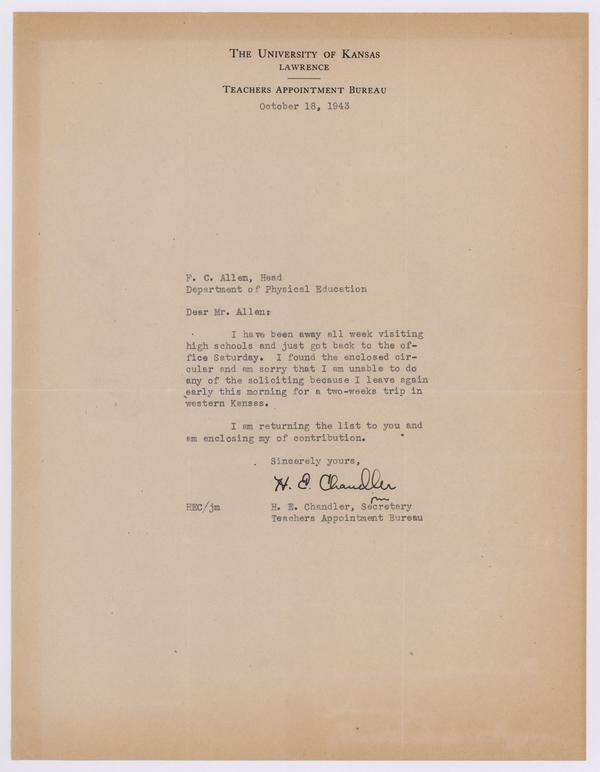 THE UNIVERSITY OF KANSAS
LAWRENCE
TEACHERS APPOINTMENT BUREAU
October 18, 1943
F. C. Allen, Head
Department of Physical Education
Dear Mr. Allen:
I have been away all week visiting
high schools and just got back to the of-
fice Saturday. I found the enclosed cir-
cular and am sorry that I am unable to do
any of the soliciting because I leave again
early this morning for a two-weeks trip in
western Kansas.
I am returning the list to you and
am enclosing my of contribution.
Sincerely yours,
H. E. Chandler
jm
HEC/jm
H. E. Chandler, Secretary
Teachers Appointment Bureau